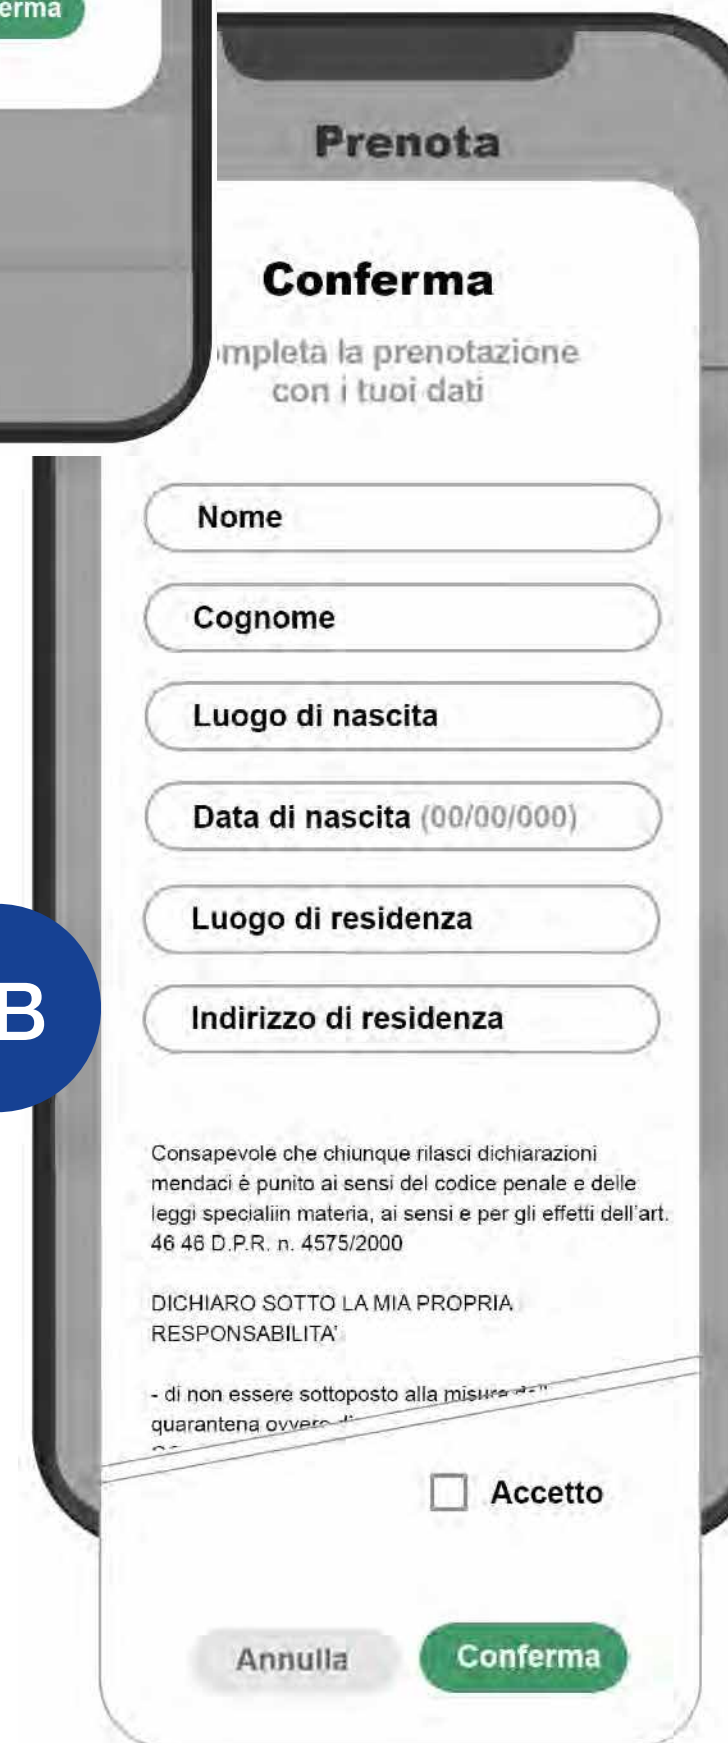 Prenota
Conferma
la prenotazione
con i tuoi dati
Nome
Cognome
Luogo di nascita
Data di nascita (00/00/000)
Luogo di residenza
B
Indirizzo di residenza
Consapevole che chiunque rilasci dichiarazioni
mendaci è punito ai sensi del codice penale e delle
leggi specialiin materia, ai sensi e per gli effetti dell'art.
46 46 D.P.R. n. 4575/2000
DICHIARO SOTTO LA MIA PROPRIA
RESPONSABILITA'
- di non essere sottoposto alla misura
quarantena ovvero
Accetto
Annulla
Conferma